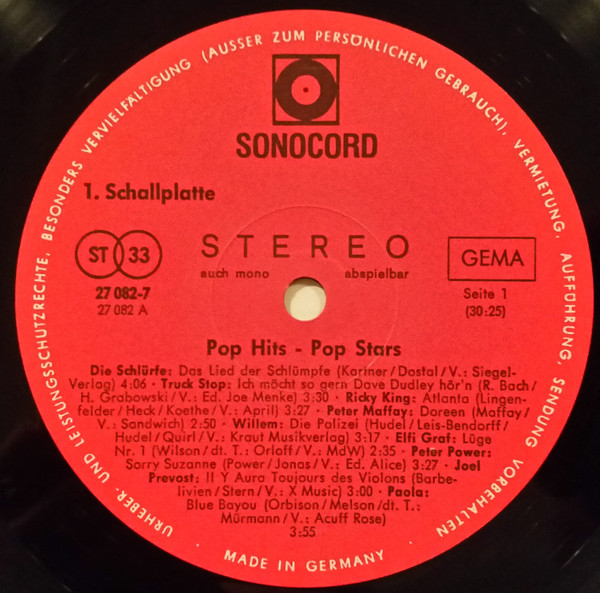 URHEBER- UND LEISTUNGSSCHUTZRECHTE, BESONDERS VERVIELFÄLTIGUNG (AUSSER ZUM PERSÖNLICHEN GEBRAUCH), VERMIETUNG, AUFFÜHRUNG, SENDUNG VORBEHALTEN
SONOCORD
1. Schallplatte
ST 33
STEREO
auch mono abspielbar
GEMA
27 082-7
27 082 A
Seite 1
(30:25)
Pop Hits - Pop Stars
Die Schlürfe: Das Lied der Schlümpfe (Kartner/Dostal/V.: Siegel-
Verlag) 4:06 · Truck Stop: Ich möcht so gern Dave Dudley hör'n (R. Bach/
H. Grabowski/V.: Ed. Joe Menke) 3:30 · Ricky King: Atlanta (Lingen-
felder/Heck/Koethe/V.: April) 3:27 · Peter Maffay: Doreen (Maffay
/V.: Sandwich) 2:50 · Willem: Die Polizei (Hudel/Leis-Bendorff/
Hudel/Quirl/V.: Kraut Musikverlag) 3:17 · Elfi Graf: Lüge
Nr. 1 (Wilson/dt. T.: Orloff/V.: MdW) 2:35 · Peter Power:
Sorry Suzanne (Power/Jonas/V.: Ed. Alice) 3:27 · Joel
Prevost: Il Y Aura Toujours des Violons (Barbe-
livien/Stern/V.: X Music) 3:00 · Paola:
Blue Bayou (Orbison/Melson/dt. T.:
Mürmann/V.: Acuff Rose)
3:55
· MADE IN GERMANY ·